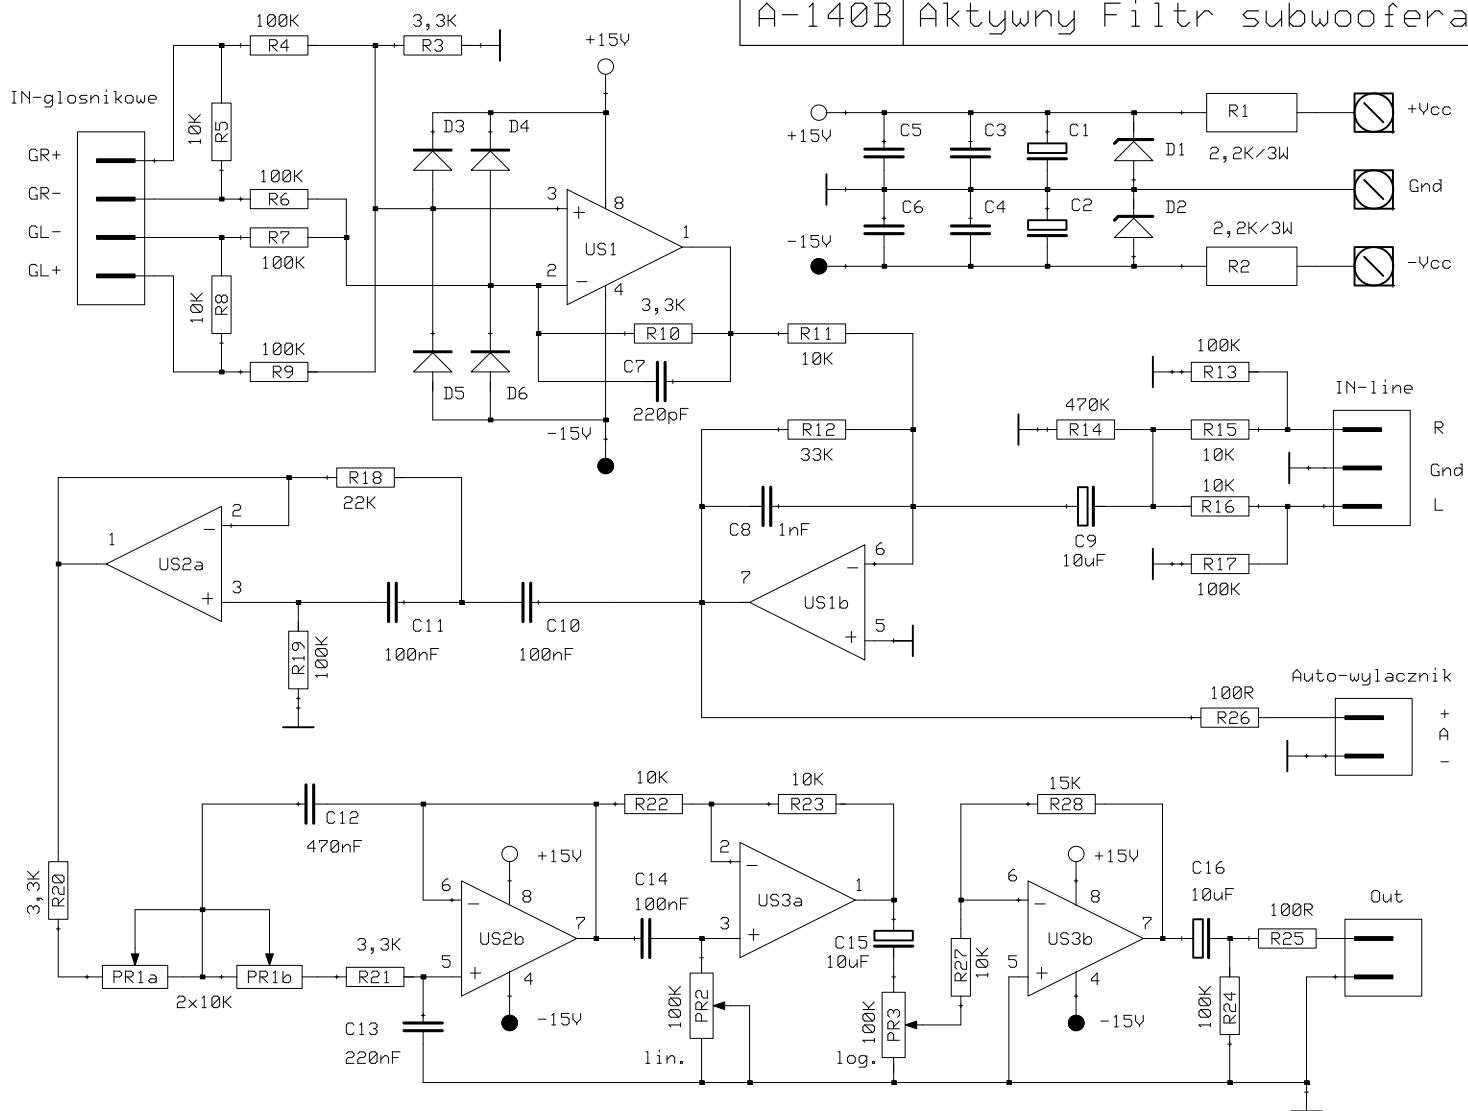 A-140B Aktywny Filtr subwoofera
100K
R4
3,3K
R3
+15V
IN-glosnikowe
10K
R5
D3
D4
GR+
GR-
GL-
GL+
100K
R6
R7
100K
10K
R8
100K
R9
3
8
+
US1
1
2
-
4
3,3K
R10
C7
220pF
D5
D6
-15V
R11
10K
+15V
C5
C3
C1
D1
R1
2,2K/3W
+Vcc
Gnd
C6
C4
C2
D2
-15V
2,2K/3W
R2
-Vcc
100K
R13
IN-line
470K
R14
R15
10K
R
Gnd
10K
R16
L
C9
10uF
R17
100K
R12
33K
C8
1nF
6
-
7
US1b
+
5
R18
22K
2
-
1
US2a
3
+
R19
100K
C11
100nF
C10
100nF
Auto-wylacznik
100R
R26
+
A
-
C12
470nF
10K
R22
10K
R23
15K
R28
3,3K
R20
+15V
6
-
8
US2b
7
5
+
4
-15V
C14
100nF
2
-
1
US3a
3
+
C15
10uF
6
-
+15V
8
US3b
7
5
+
4
-15V
C16
10uF
100R
R25
Out
PR1a
PR1b
2x10K
3,3K
R21
C13
220nF
100K
PR2
lin.
100K
PR3
log.
R27
10K
100K
R24